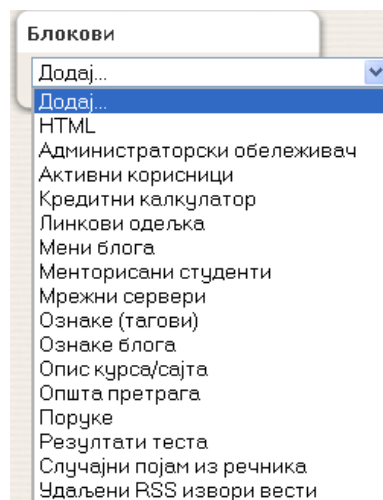 Блокови
Додај...
Додај...
HTML
Администраторски обележивач
Активни корисници
Кредитни калкулатор
Линкови одељка
Мени блога
Менторисани студенти
Мрежни сервери
Ознаке (тагови)
Ознаке блога
Опис курса/сајта
Општа претрага
Поруке
Резултати теста
Случајни појам из речника
Удаљени RSS извори вести